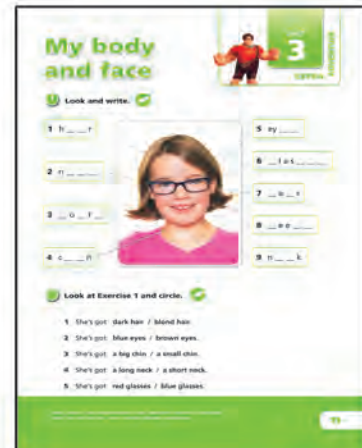 My body
and face
3
Look and write.
1 h _ _ r
2 n _ _ _
3 _ o _ t _
4 c _ _ n
5 ey _ _
6 _ l a s _ _ _
7 _ e _ s
8 _ e e _ _
9 n _ _ k
Look at Exercise 1 and circle.
1 She's got dark hair / blond hair.
2 She's got blue eyes / brown eyes.
3 She's got a big chin / a small chin.
4 She's got a long neck / a short neck.
5 She's got red glasses / blue glasses.